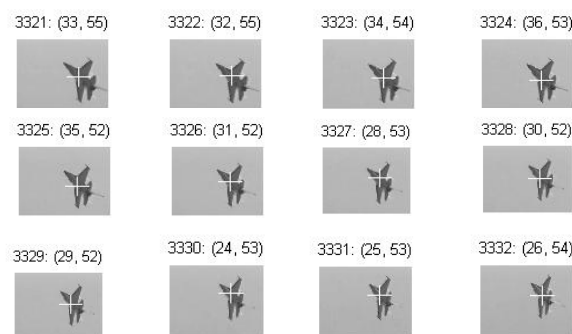 3321: (33, 55) 3322: (32, 55) 3323: (34, 54) 3324: (36, 53)
3325: (35, 52) 3326: (31, 52) 3327: (28, 53) 3328: (30, 52)
3329: (29, 52) 3330: (24, 53) 3331: (25, 53) 3332: (26, 54)